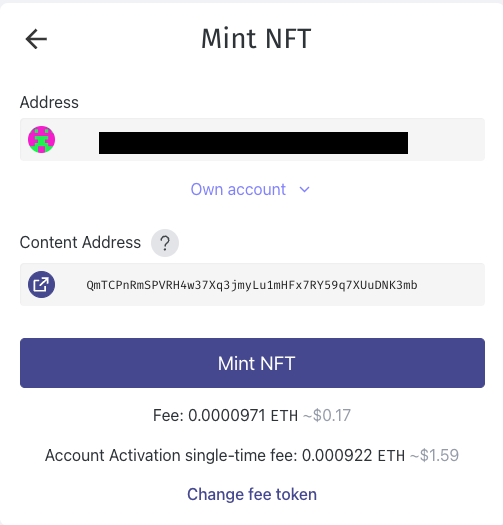 Mint NFT
Address
Own account
Content Address ?
QmTCPnRmSPVRH4w37Xq3jmyLu1mHFx7RY59q7XUuDNK3mb
Mint NFT
Fee: 0.0000971 ETH ~$0.17
Account Activation single-time fee: 0.000922 ETH ~$1.59
Change fee token